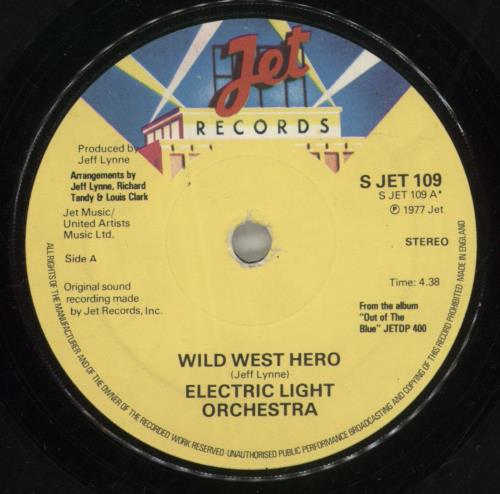 Jet
RECORDS
Produced by
Jeff Lynne
Arrangements by
Jeff Lynne, Richard
Tandy & Louis Clark
Jet Music/
United Artists
Music Ltd.
Side A
Original sound
recording made
by Jet Records, Inc.
S JET 109
S JET 109 A*
℗ 1977 Jet
STEREO
Time: 4.38
From the album
"Out of The
Blue" JETDP 400
WILD WEST HERO
(Jeff Lynne)
ELECTRIC LIGHT
ORCHESTRA
ALL RIGHTS OF THE MANUFACTURER AND OF THE OWNER OF THE RECORDED WORK RESERVED UNAUTHORISED PUBLIC PERFORMANCE BROADCASTING AND COPYING OF THIS RECORD PROHIBITED MADE IN ENGLAND